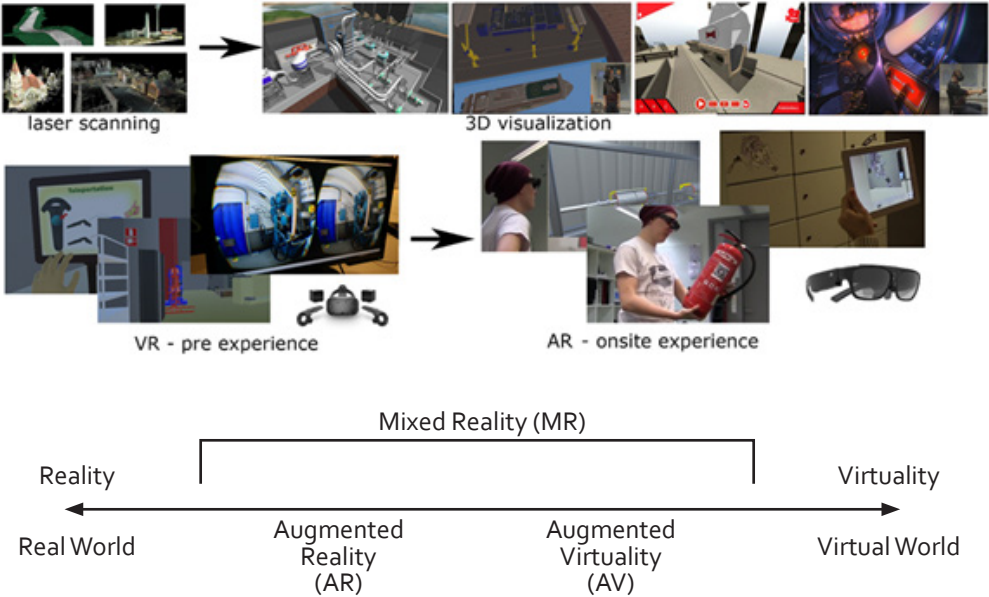 laser scanning
3D visualization
Teleportation
VR - pre experience
AR - onsite experience
Mixed Reality (MR)
Reality
Virtuality
Real World
Augmented
Reality
(AR)
Augmented
Virtuality
(AV)
Virtual World